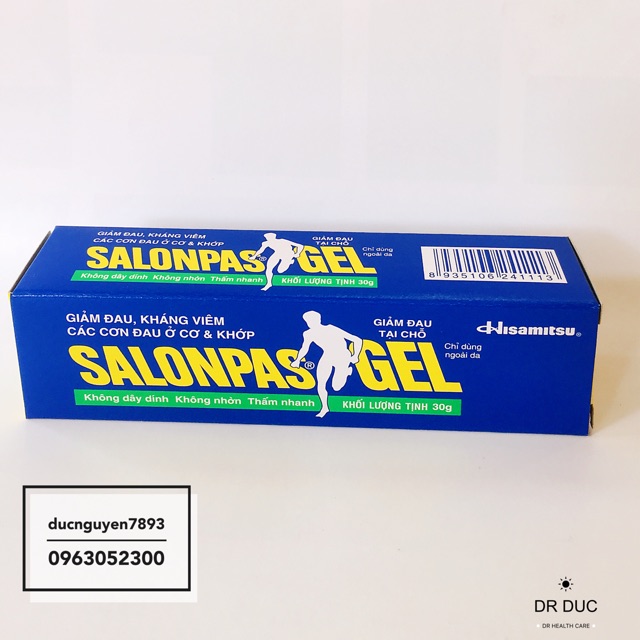 GIẢM ĐAU, KHÁNG VIÊM
CÁC CƠN ĐAU Ở CƠ & KHỚP
GIẢM ĐAU
TẠI CHỖ
Chỉ dùng
ngoài da
SALONPAS® GEL
Không dây dính Không nhờn Thấm nhanh
KHỐI LƯỢNG TỊNH 30g
8 935106 241113
GIẢM ĐAU, KHÁNG VIÊM
CÁC CƠN ĐAU Ở CƠ & KHỚP
GIẢM ĐAU
TẠI CHỖ
Chỉ dùng
ngoài da
Hisamitsu®
SALONPAS® GEL
Không dây dính Không nhờn Thấm nhanh
KHỐI LƯỢNG TỊNH 30g
ducnguyen7893
0963052300
DR DUC
DR HEALTH CARE